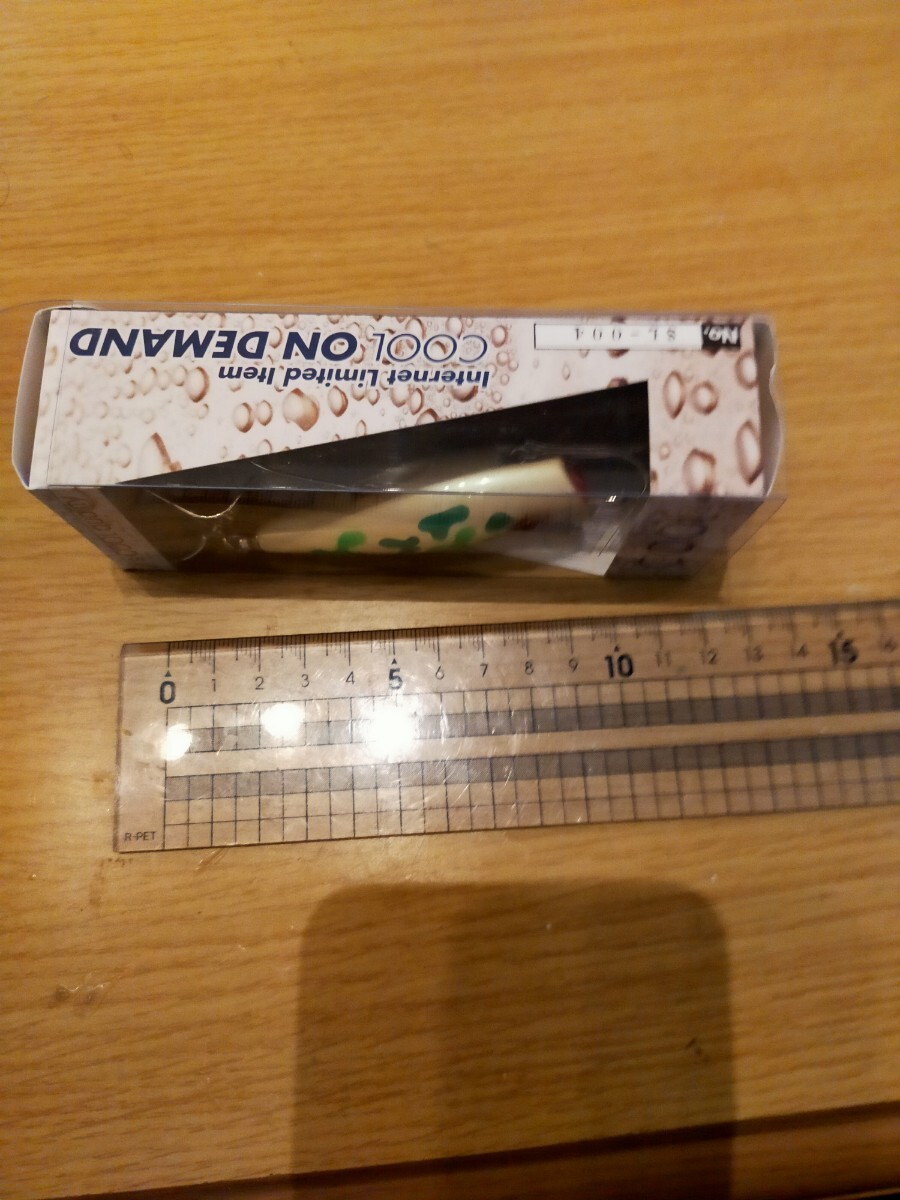 Internet Limited Item
COOL ON DEMAND
No. SL-004
0 1 2 3 4 5 6 7 8 9 10 11 12 13 14 15
R-PET